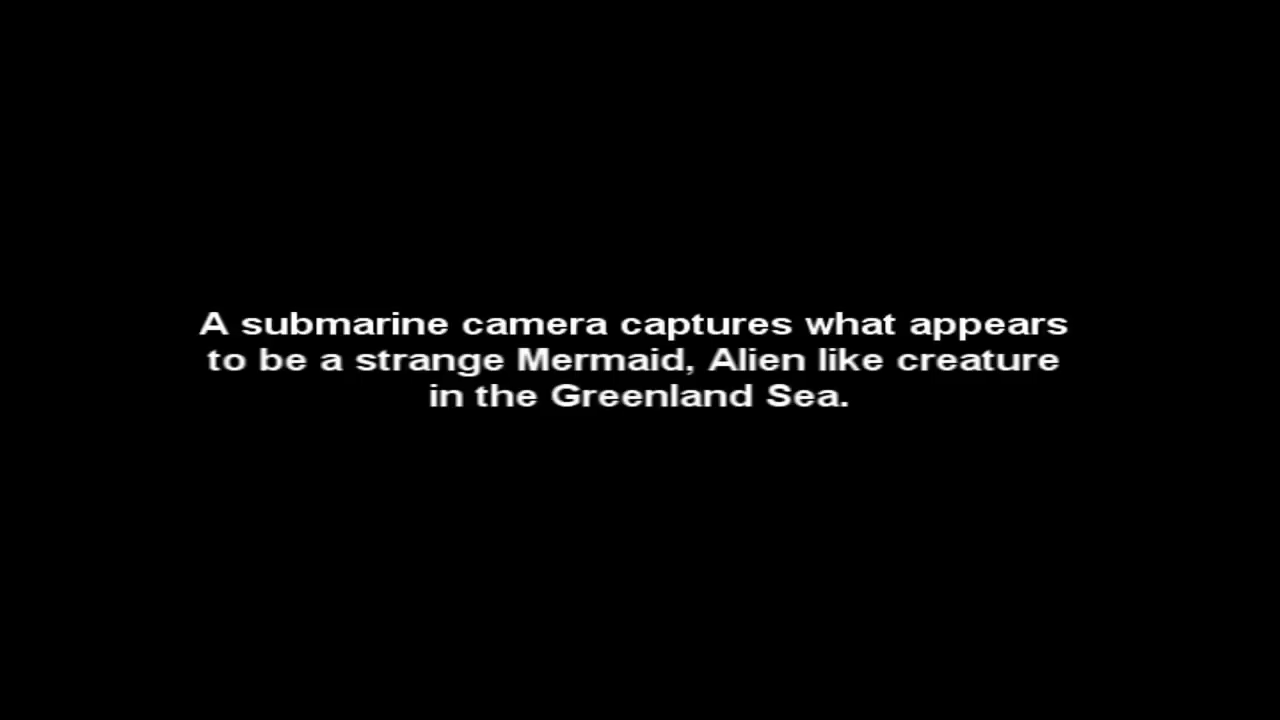 A submarine camera captures what appears
to be a strange Mermaid, Alien like creature
in the Greenland Sea.